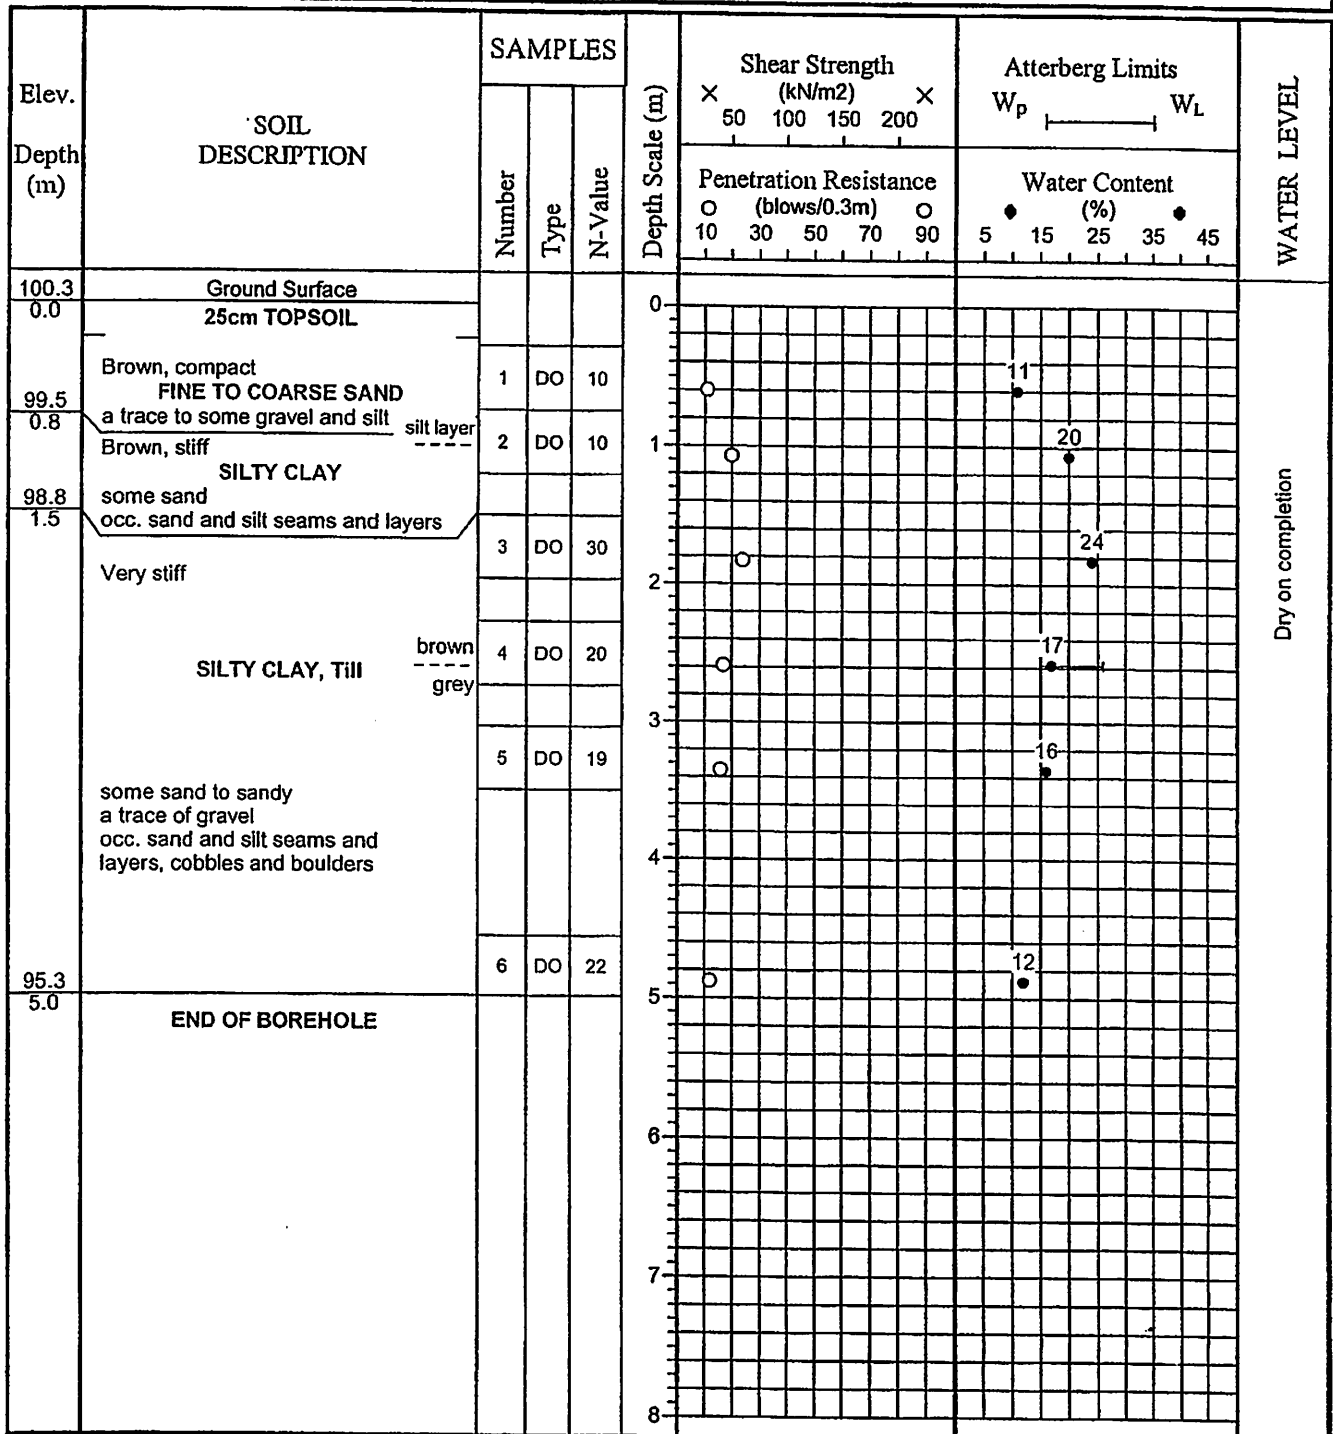 SAMPLES
Elev.
Depth
(m)
SOIL
DESCRIPTION
Number
Type
N-Value
Depth Scale (m)
Shear Strength
× (kN/m2) ×
50 100 150 200
Penetration Resistance
O (blows/0.3m) O
10 30 50 70 90
Atterberg Limits
Wp WL
Water Content
● (%) ●
5 15 25 35 45
WATER LEVEL
100.3 Ground Surface
0.0 25cm TOPSOIL
0
Brown, compact
FINE TO COARSE SAND
a trace to some gravel and silt
99.5
0.8
1 DO 10
11
silt layer
Brown, stiff
SILTY CLAY
some sand
occ. sand and silt seams and layers
2 DO 10
1
20
98.8
1.5
3 DO 30
24
Very stiff
2
SILTY CLAY, Till
brown
grey
4 DO 20
17
3
5 DO 19
16
some sand to sandy
a trace of gravel
occ. sand and silt seams and
layers, cobbles and boulders
4
6 DO 22
12
95.3
5.0
5
END OF BOREHOLE
6
7
8
Dry on completion